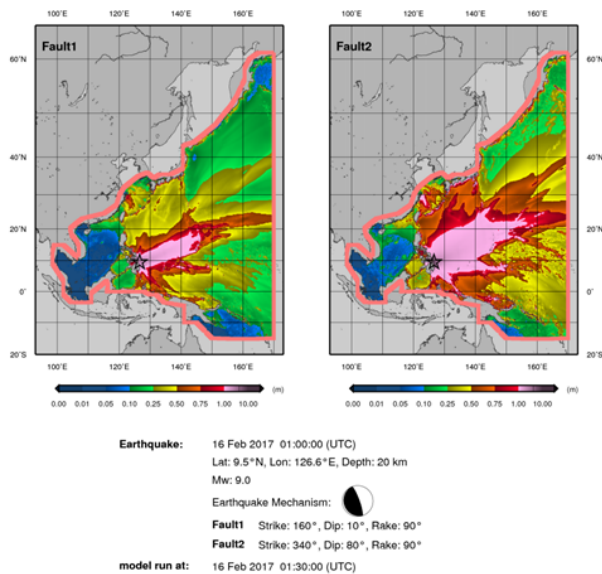 100°E 120°E 140°E 160°E 100°E 120°E 140°E 160°E
Fault1 Fault2
60°N 60°N
40°N 40°N
20°N 20°N
0° 0°
20°S 20°S
100°E 120°E 140°E 160°E 100°E 120°E 140°E 160°E
(m) (m)
0.00 0.01 0.05 0.10 0.25 0.50 0.75 1.00 10.00 0.00 0.01 0.05 0.10 0.25 0.50 0.75 1.00 10.00
Earthquake: 16 Feb 2017 01:00:00 (UTC)
Lat: 9.5°N, Lon: 126.6°E, Depth: 20 km
Mw: 9.0
Earthquake Mechanism:
Fault1 Strike: 160°, Dip: 10°, Rake: 90°
Fault2 Strike: 340°, Dip: 80°, Rake: 90°
model run at: 16 Feb 2017 01:30:00 (UTC)